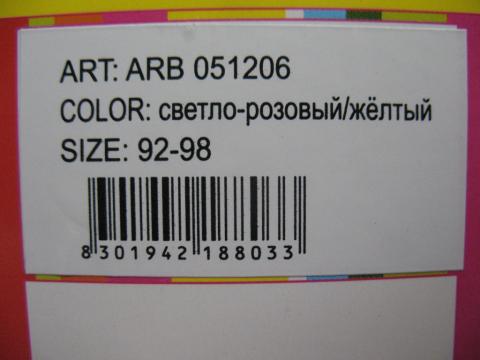 ART: ARB 051206
COLOR: светло-розовый/жёлтый
SIZE: 92-98
8 301942 188033